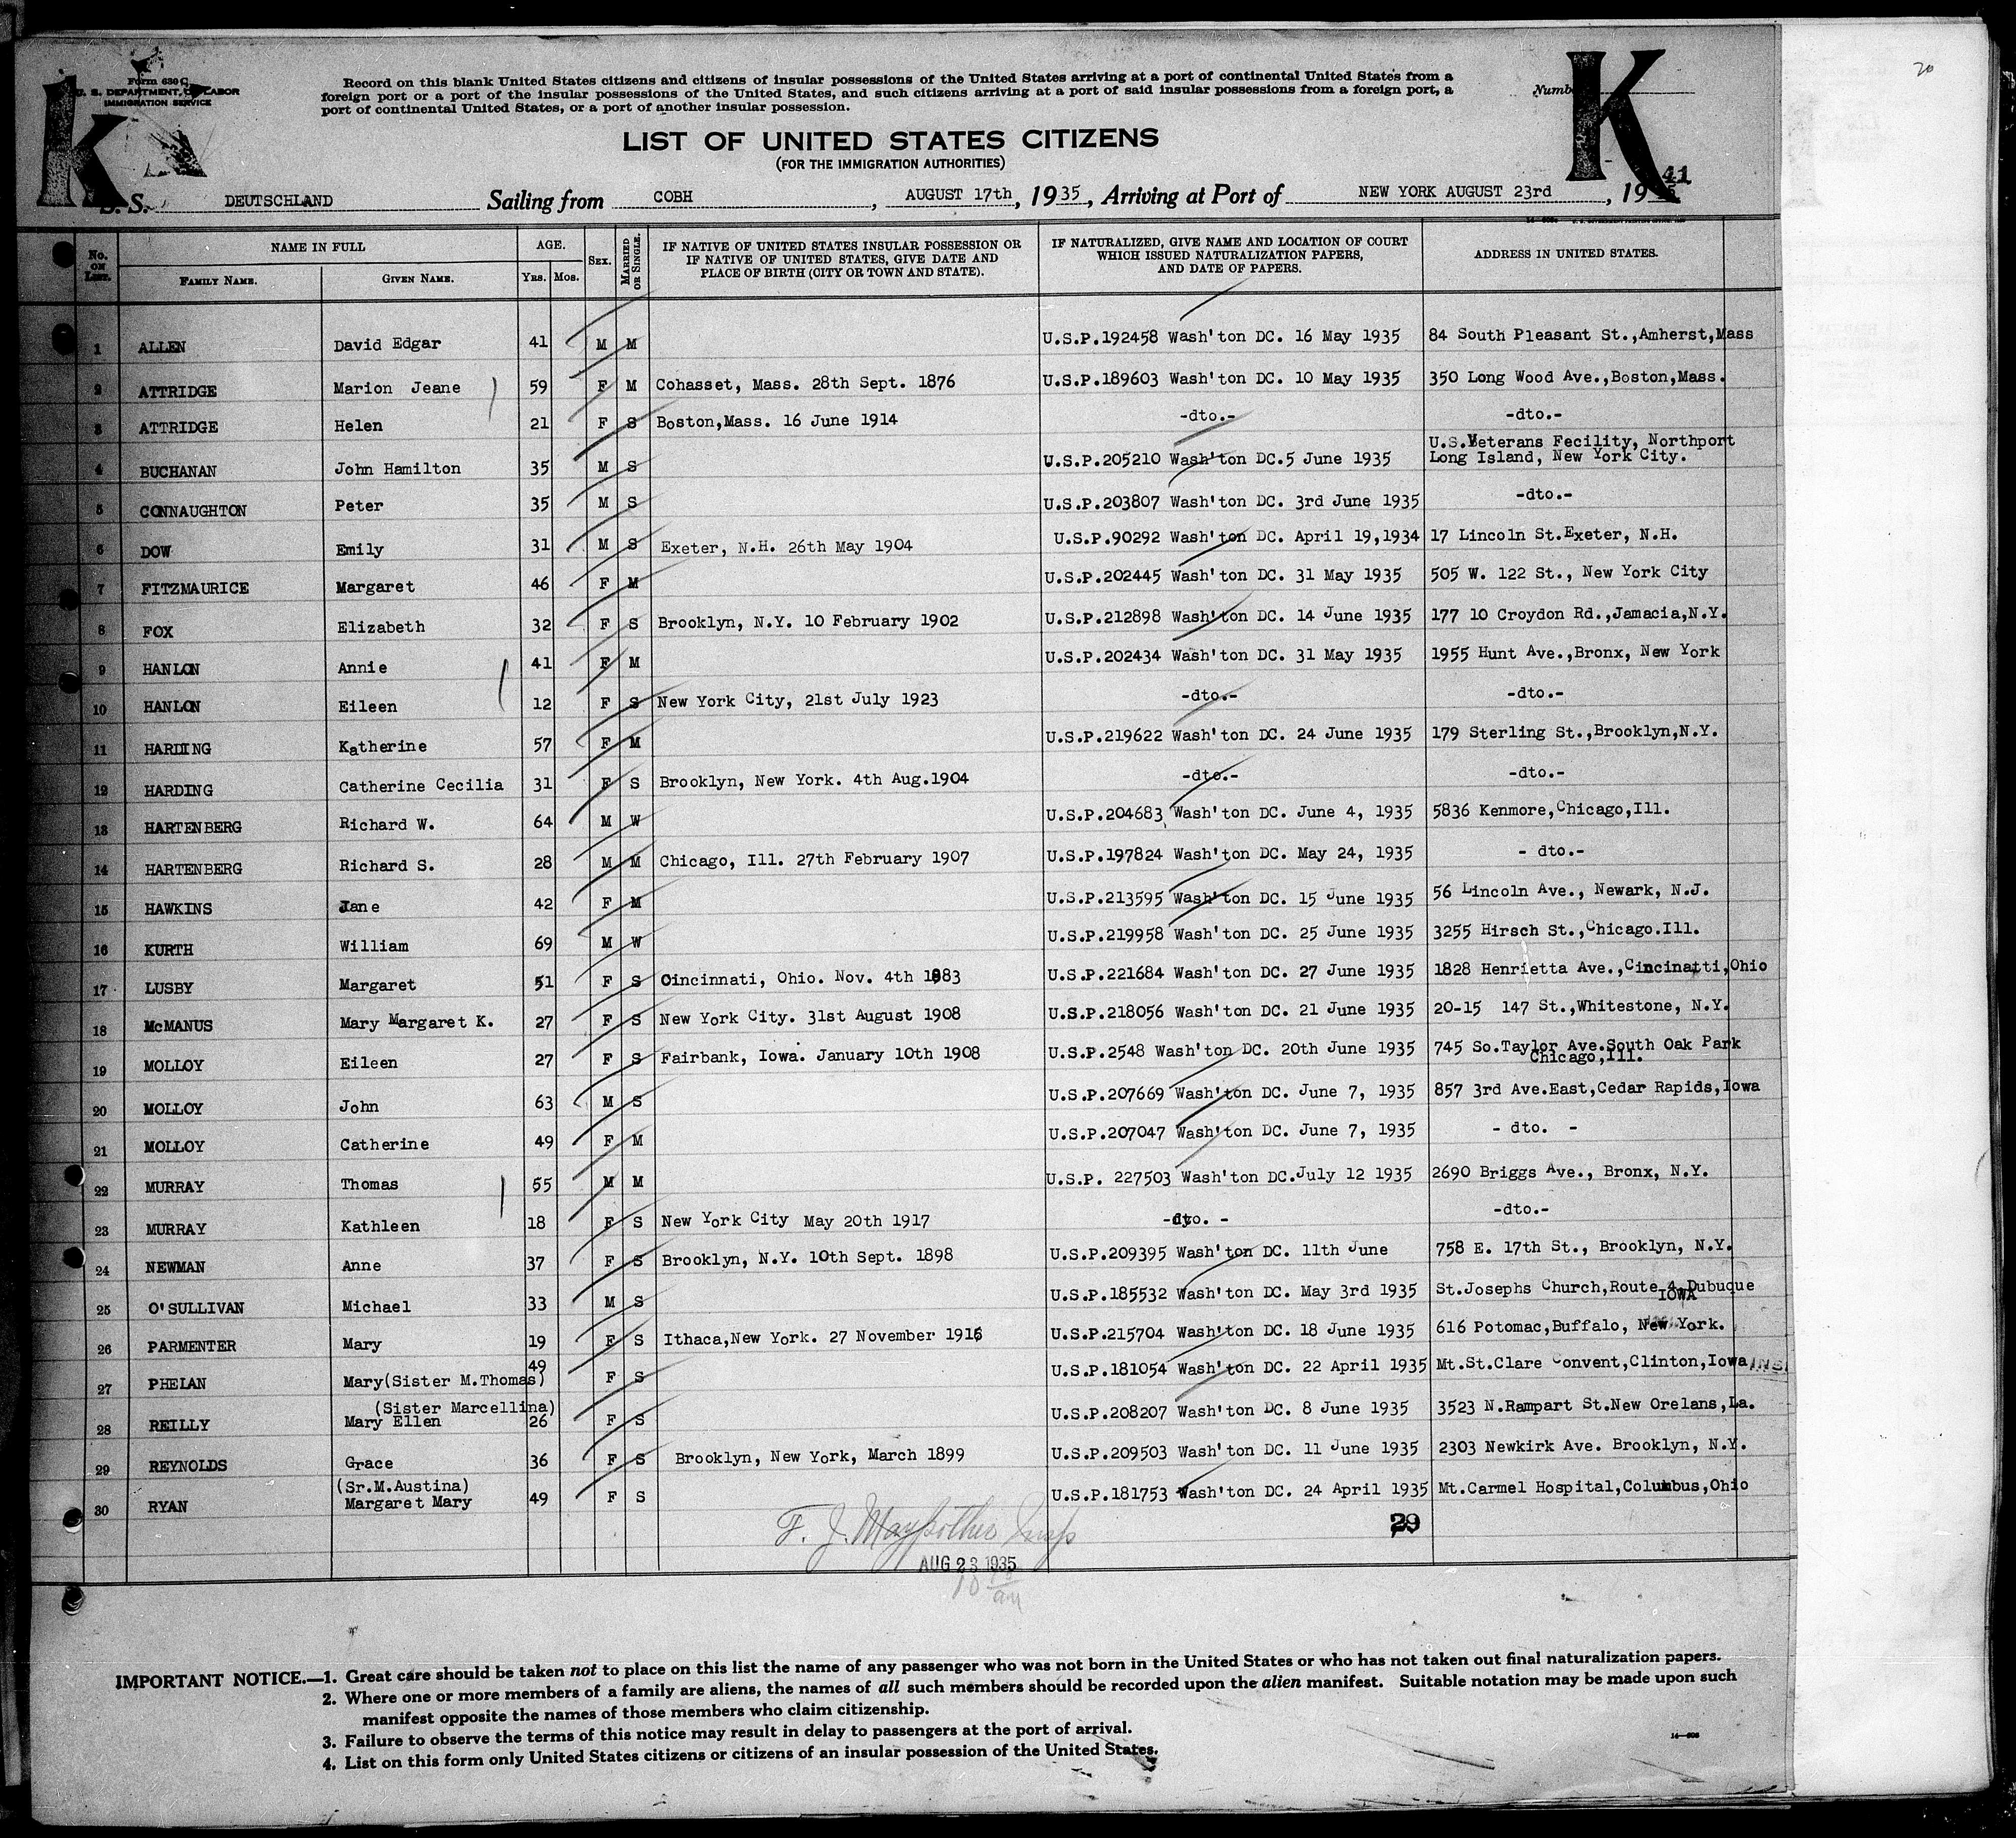 20
K
K
Form 630 C
U. S. DEPARTMENT OF LABOR
IMMIGRATION SERVICE
Record on this blank United States citizens and citizens of insular possessions of the United States arriving at a port of continental United States from a
foreign port or a port of the insular possessions of the United States, and such citizens arriving at a port of said insular possessions from a foreign port, a
port of continental United States, or a port of another insular possession.
LIST OF UNITED STATES CITIZENS
(FOR THE IMMIGRATION AUTHORITIES)
41
S. S. DEUTSCHLAND Sailing from COBH , AUGUST 17th , 1935 , Arriving at Port of NEW YORK AUGUST 23rd , 19
No. on List. NAME IN FULL AGE. Sex. Married or Single. IF NATIVE OF UNITED STATES INSULAR POSSESSION OR IF NATIVE OF UNITED STATES, GIVE DATE AND PLACE OF BIRTH (CITY OR TOWN AND STATE). IF NATURALIZED, GIVE NAME AND LOCATION OF COURT WHICH ISSUED NATURALIZATION PAPERS, AND DATE OF PAPERS. ADDRESS IN UNITED STATES.
Family Name. Given Name. Yrs. Mos.
1 ALLEN David Edgar 41 M M U.S.P.192458 Wash'ton DC. 16 May 1935 84 South Pleasant St.,Amherst,Mass
2 ATTRIDGE Marion Jeane 59 F M Cohasset, Mass. 28th Sept. 1876 U.S.P.189603 Wash'ton DC. 10 May 1935 350 Long Wood Ave.,Boston,Mass.
3 ATTRIDGE Helen 21 F S Boston,Mass. 16 June 1914 -dto.- -dto.-
4 BUCHANAN John Hamilton 35 M S U.S.P.205210 Wash'ton DC.5 June 1935 U.S.Veterans Fecility, Northport
Long Island, New York City.
5 CONNAUGHTON Peter 35 M S U.S.P.203807 Wash'ton DC. 3rd June 1935 -dto.-
6 DOW Emily 31 M S Exeter, N.H. 26th May 1904 U.S.P.90292 Wash'ton DC. April 19,1934 17 Lincoln St.Exeter, N.H.
7 FITZMAURICE Margaret 46 F M U.S.P.202445 Wash'ton DC. 31 May 1935 505 W. 122 St., New York City
8 FOX Elizabeth 32 F S Brooklyn, N.Y. 10 February 1902 U.S.P.212898 Wash'ton DC. 14 June 1935 177 10 Croydon Rd.,Jamacia,N.Y.
9 HANLON Annie 41 F M U.S.P.202434 Wash'ton DC. 31 May 1935 1955 Hunt Ave.,Bronx, New York
10 HANLON Eileen 12 F S New York City, 21st July 1923 -dto.- -dto.-
11 HARDING Katherine 57 F M U.S.P.219622 Wash'ton DC. 24 June 1935 179 Sterling St.,Brooklyn,N.Y.
12 HARDING Catherine Cecilia 31 F S Brooklyn, New York. 4th Aug.1904 -dto.- -dto.-
13 HARTENBERG Richard W. 64 M W U.S.P.204683 Wash'ton DC. June 4, 1935 5836 Kenmore,Chicago,Ill.
14 HARTENBERG Richard S. 28 M M Chicago, Ill. 27th February 1907 U.S.P.197824 Wash'ton DC. May 24, 1935 - dto.-
15 HAWKINS Jane 42 F M U.S.P.213595 Wash'ton DC. 15 June 1935 56 Lincoln Ave., Newark, N.J.
16 KURTH William 69 M W U.S.P.219958 Wash'ton DC. 25 June 1935 3255 Hirsch St.,Chicago.Ill.
17 LUSBY Margaret 51 F S Cincinnati, Ohio. Nov. 4th 1883 U.S.P.221684 Wash'ton DC. 27 June 1935 1828 Henrietta Ave.,Cincinatti,Ohio
18 McMANUS Mary Margaret K. 27 F S New York City. 31st August 1908 U.S.P.218056 Wash'ton DC. 21 June 1935 20-15 147 St.,Whitestone, N.Y.
19 MOLLOY Eileen 27 F S Fairbank, Iowa. January 10th 1908 U.S.P.2548 Wash'ton DC. 20th June 1935 745 So.Taylor Ave.South Oak Park
Chicago,Ill.
20 MOLLOY John 63 M S U.S.P.207669 Wash'ton DC. June 7, 1935 857 3rd Ave.East,Cedar Rapids,Iowa
21 MOLLOY Catherine 49 F M U.S.P.207047 Wash'ton DC. June 7, 1935 - dto. -
22 MURRAY Thomas 55 M M U.S.P. 227503 Wash'ton DC.July 12 1935 2690 Briggs Ave., Bronx, N.Y.
23 MURRAY Kathleen 18 F S New York City May 20th 1917 -dto. - -dto.-
24 NEWMAN Anne 37 F S Brooklyn, N.Y. 10th Sept. 1898 U.S.P.209395 Wash'ton DC. 11th June 758 E. 17th St., Brooklyn, N.Y.
25 O'SULLIVAN Michael 33 M S U.S.P.185532 Wash'ton DC. May 3rd 1935 St.Josephs Church,Route 4 Dubuque
IOWA
26 PARMENTER Mary 19 F S Ithaca,New York. 27 November 1916 U.S.P.215704 Wash'ton DC. 18 June 1935 616 Potomac,Buffalo, New York.
27 PHELAN Mary(Sister M.Thomas) 49 F S U.S.P.181054 Wash'ton DC. 22 April 1935 Mt.St.Clare Convent,Clinton,Iowa
(Sister Marcellina)
28 REILLY Mary Ellen 26 F S U.S.P.208207 Wash'ton DC. 8 June 1935 3523 N.Rampart St.New Orelans,La.
29 REYNOLDS Grace 36 F S Brooklyn, New York, March 1899 U.S.P.209503 Wash'ton DC. 11 June 1935 2303 Newkirk Ave. Brooklyn, N.Y.
(Sr.M.Austina)
30 RYAN Margaret Mary 49 F S U.S.P.181753 Wash'ton DC. 24 April 1935 Mt.Carmel Hospital,Columbus,Ohio
F. J. 29
AUG 23 1935
10 am
IMPORTANT NOTICE.—1. Great care should be taken not to place on this list the name of any passenger who was not born in the United States or who has not taken out final naturalization papers.
2. Where one or more members of a family are aliens, the names of all such members should be recorded upon the alien manifest. Suitable notation may be made upon such
manifest opposite the names of those members who claim citizenship.
3. Failure to observe the terms of this notice may result in delay to passengers at the port of arrival.
4. List on this form only United States citizens or citizens of an insular possession of the United States.